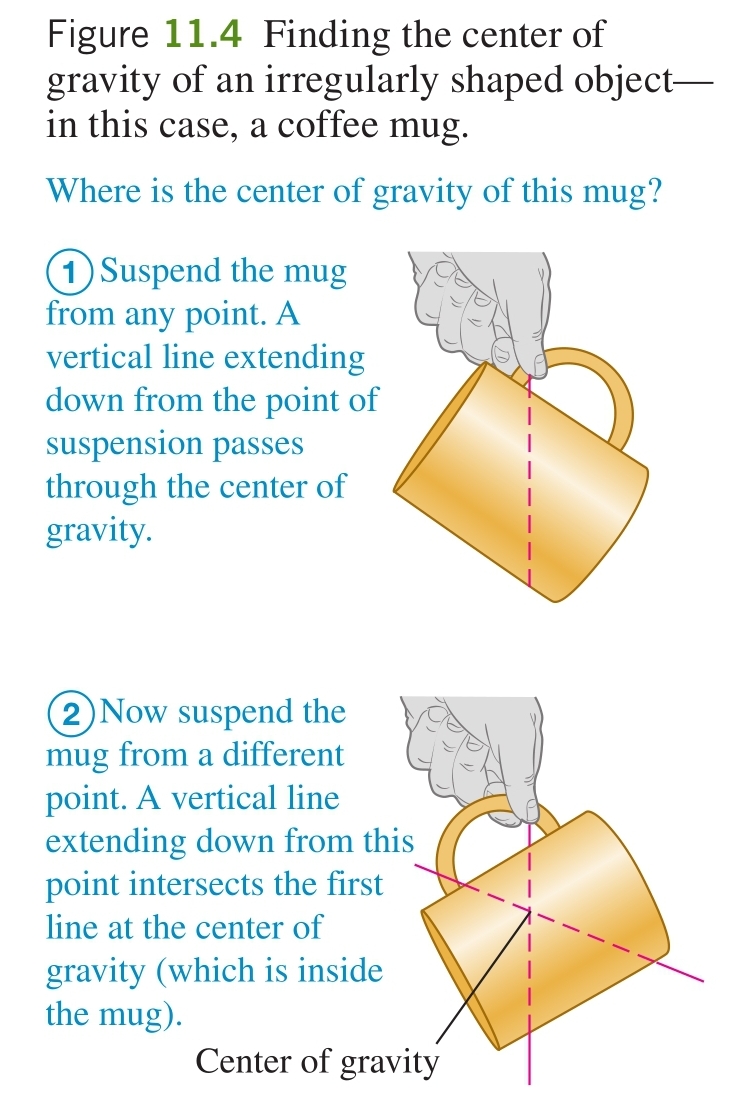 Figure 11.4 Finding the center of
gravity of an irregularly shaped object—
in this case, a coffee mug.
Where is the center of gravity of this mug?
1 Suspend the mug
from any point. A
vertical line extending
down from the point of
suspension passes
through the center of
gravity.
2 Now suspend the
mug from a different
point. A vertical line
extending down from this
point intersects the first
line at the center of
gravity (which is inside
the mug).
Center of gravity